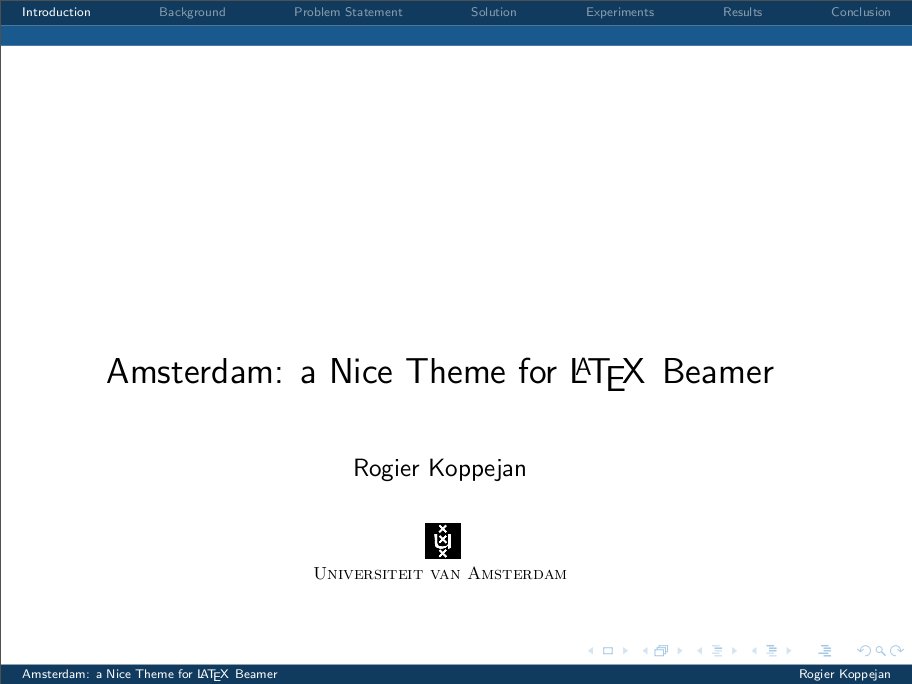 Introduction Background Problem Statement Solution Experiments Results Conclusion
Amsterdam: a Nice Theme for LATEX Beamer
Rogier Koppejan
Universiteit van Amsterdam
Amsterdam: a Nice Theme for LATEX Beamer Rogier Koppejan